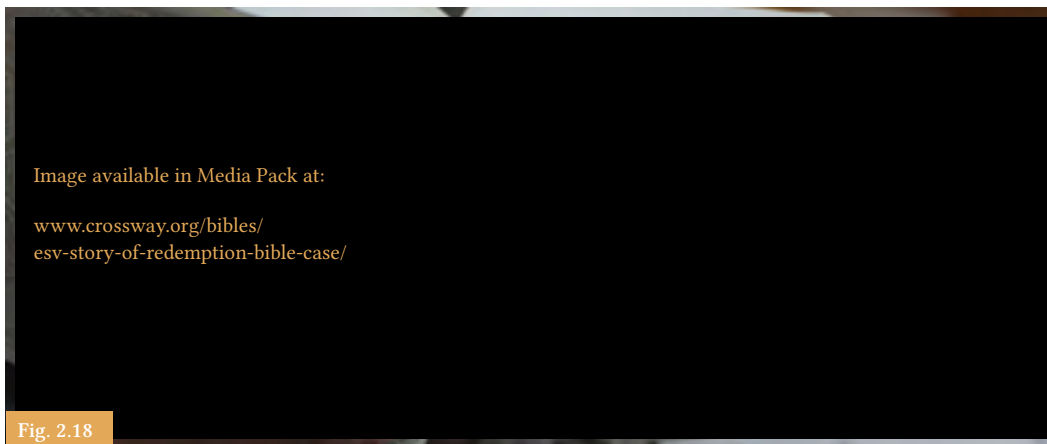 Image available in Media Pack at:
www.crossway.org/bibles/
esv-story-of-redemption-bible-case/
Fig. 2.18